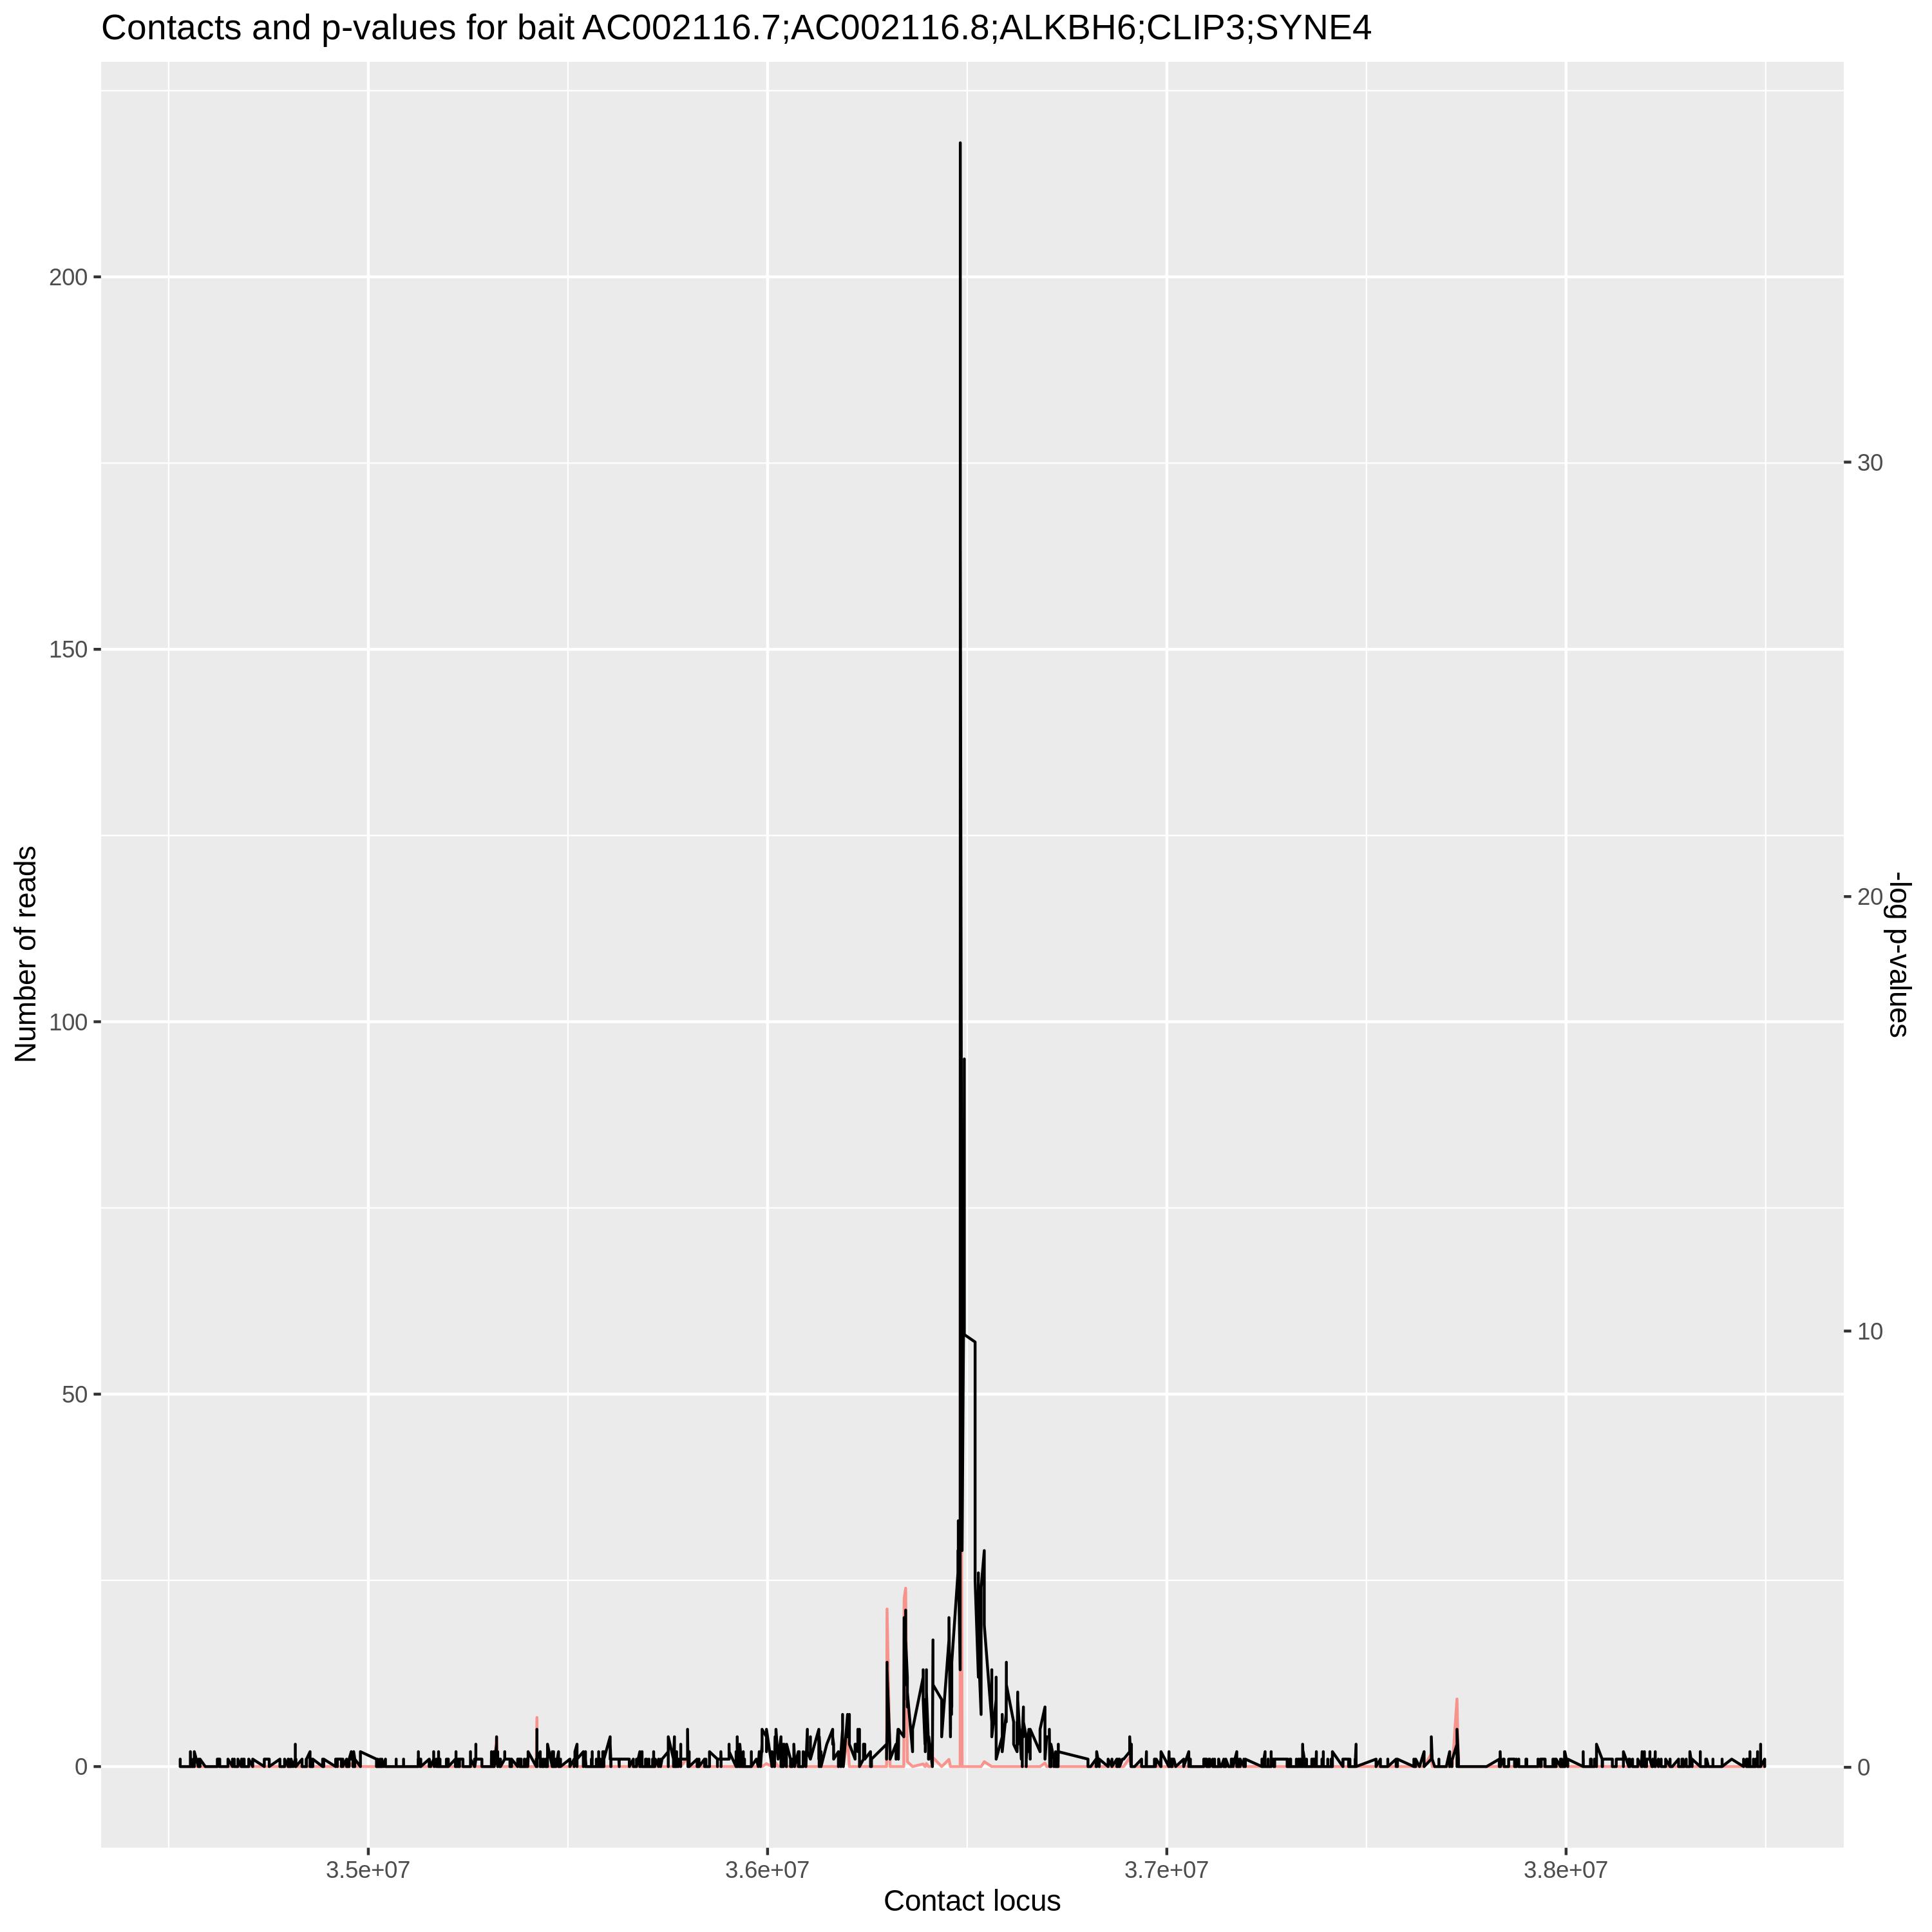 Contacts and p-values for bait AC002116.7;AC002116.8;ALKBH6;CLIP3;SYNE4
200
150
100
50
0
Number of reads
30
20
10
0
-log p-values
3.5e+07
3.6e+07
3.7e+07
3.8e+07
Contact locus